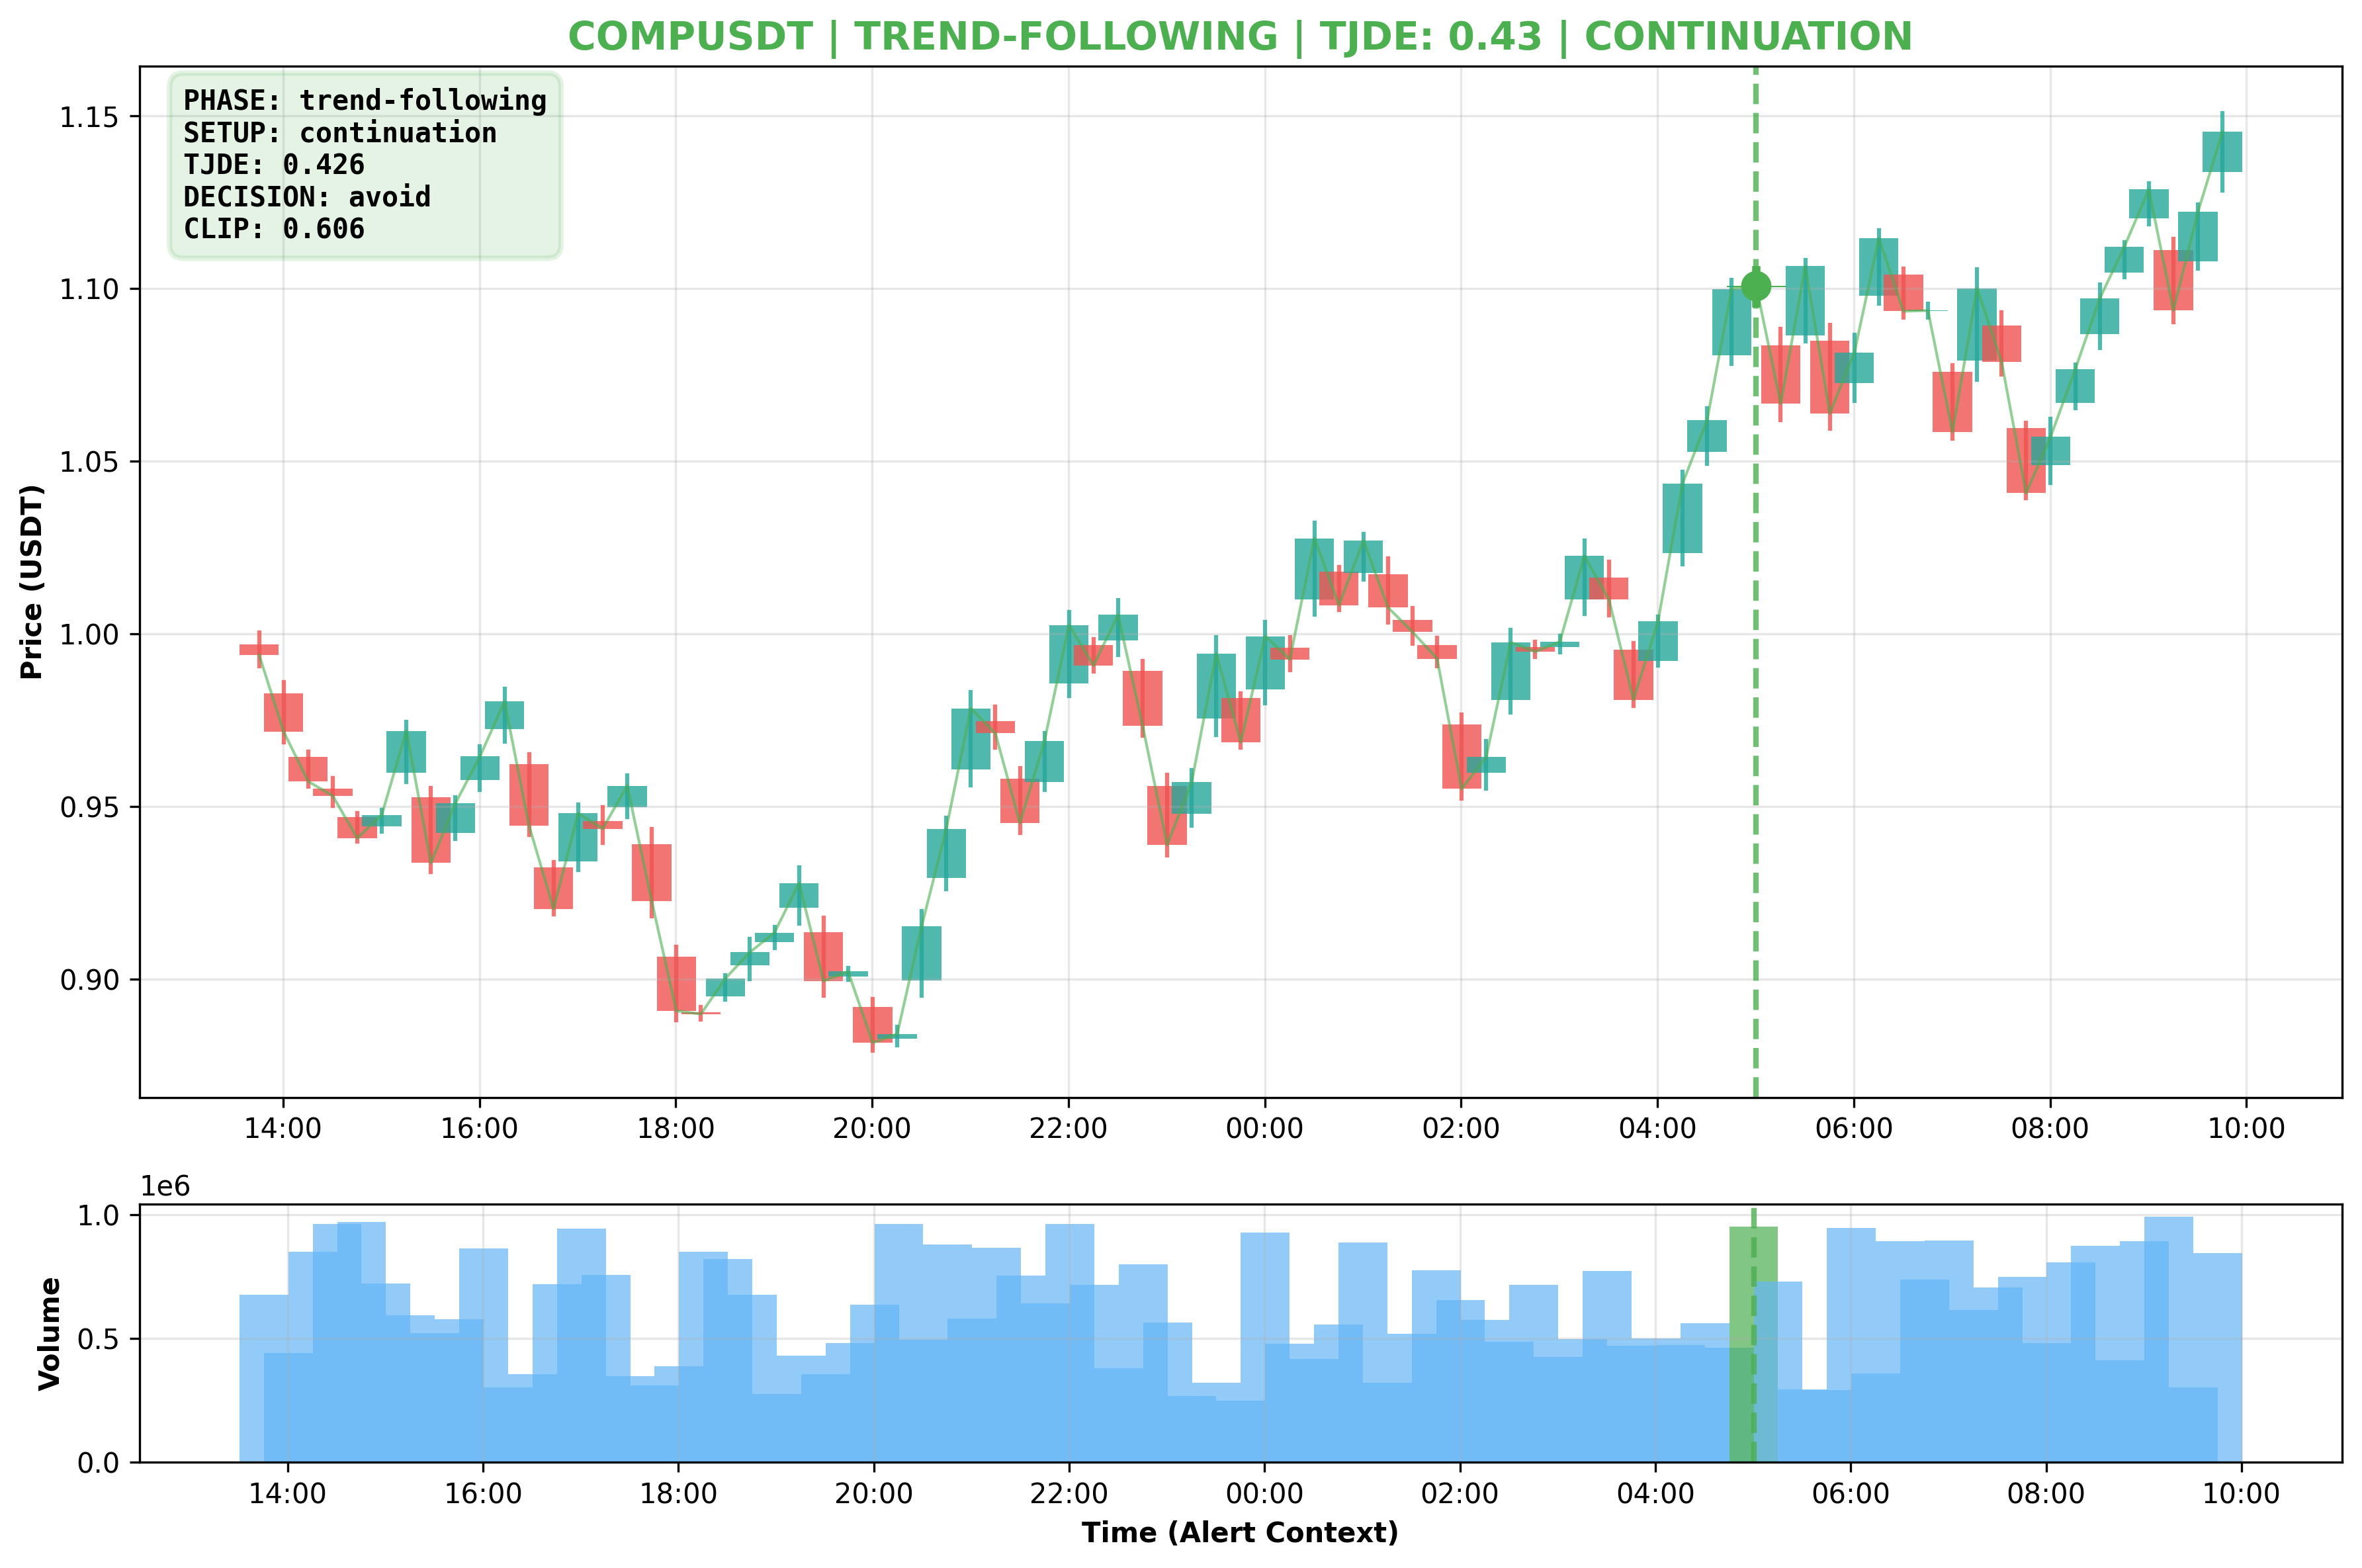 COMPUSDT | TREND-FOLLOWING | TJDE: 0.43 | CONTINUATION
PHASE: trend-following
SETUP: continuation
TJDE: 0.426
DECISION: avoid
CLIP: 0.606
Price (USDT)
1.15
1.10
1.05
1.00
0.95
0.90
14:00 16:00 18:00 20:00 22:00 00:00 02:00 04:00 06:00 08:00 10:00
1e6
Volume
1.0
0.5
0.0
14:00 16:00 18:00 20:00 22:00 00:00 02:00 04:00 06:00 08:00 10:00
Time (Alert Context)